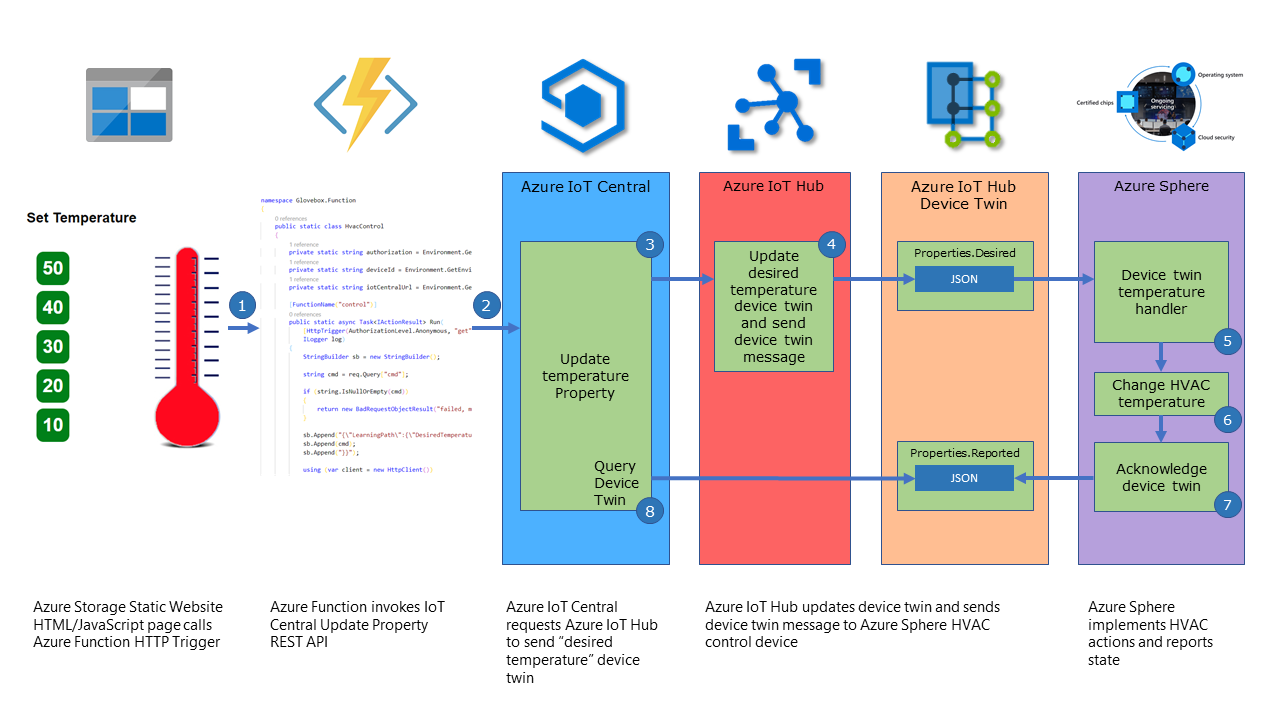 Operating system
Certified chips
Ongoing
servicing
Cloud security
Azure IoT Central
Azure IoT Hub
Azure IoT Hub
Device Twin
Azure Sphere
Set Temperature
50
40
30
20
10
1
namespace Glovebox.Function
{
0 references
public static class HvacControl
{
1 reference
private static string authorization = Environment.Ge
1 reference
private static string deviceId = Environment.GetEnvi
1 reference
private static string iotCentralUrl = Environment.Ge
[FunctionName("control")]
0 references
public static async Task<IActionResult> Run(
[HttpTrigger(AuthorizationLevel.Anonymous, "get"
ILogger log)
{
StringBuilder sb = new StringBuilder();
string cmd = req.Query["cmd"];
if (string.IsNullOrEmpty(cmd))
{
return new BadRequestObjectResult("failed, m
}
sb.Append("{\"LearningPath\":{\"DesiredTemperatu
sb.Append(cmd);
sb.Append("}}");
using (var client = new HttpClient())
2
3
Update
temperature
Property
Query
Device
Twin
8
4
Update
desired
temperature
device twin
and send
device twin
message
Properties.Desired
JSON
Properties.Reported
JSON
Device twin
temperature
handler
5
Change HVAC
temperature
6
Acknowledge
device twin
7
Azure Storage Static Website
HTML/JavaScript page calls
Azure Function HTTP Trigger
Azure Function invokes IoT
Central Update Property
REST API
Azure IoT Central
requests Azure IoT Hub
to send “desired
temperature” device
twin
Azure IoT Hub updates device twin and sends
device twin message to Azure Sphere HVAC
control device
Azure Sphere
implements HVAC
actions and reports
state